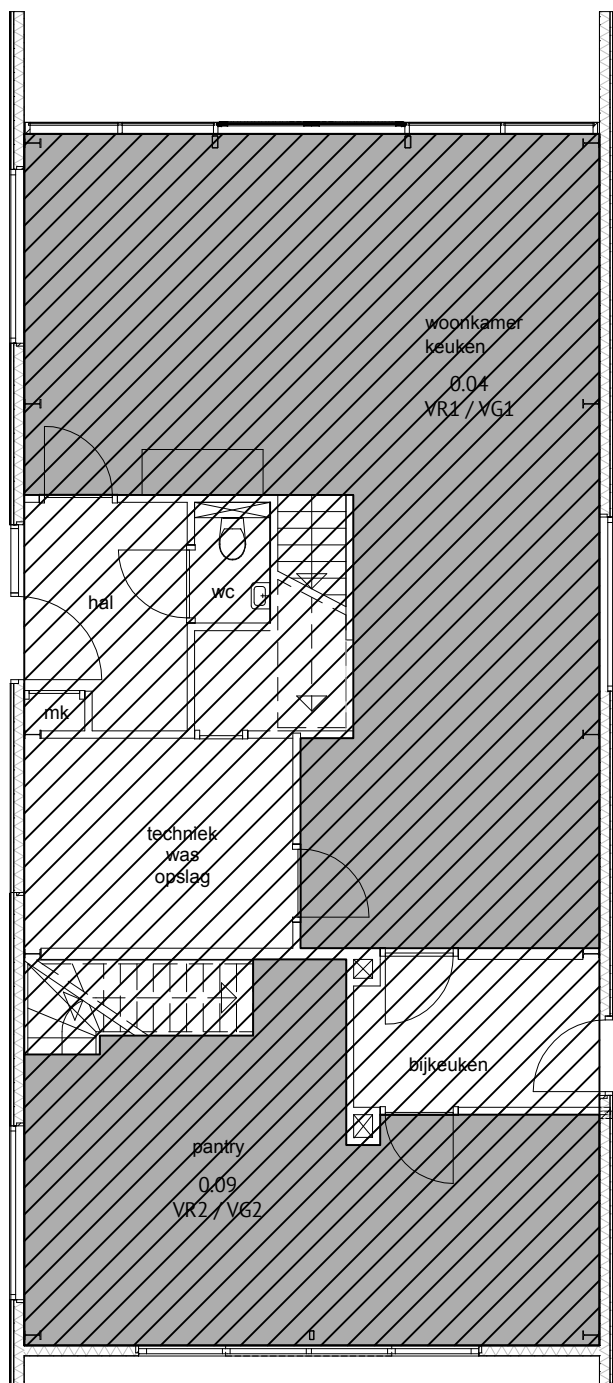 woonkamer
keuken
0.04
VR1 / VG1
hal
wc
mk
techniek
was
opslag
bijkeuken
pantry
0.09
VR2 / VG2